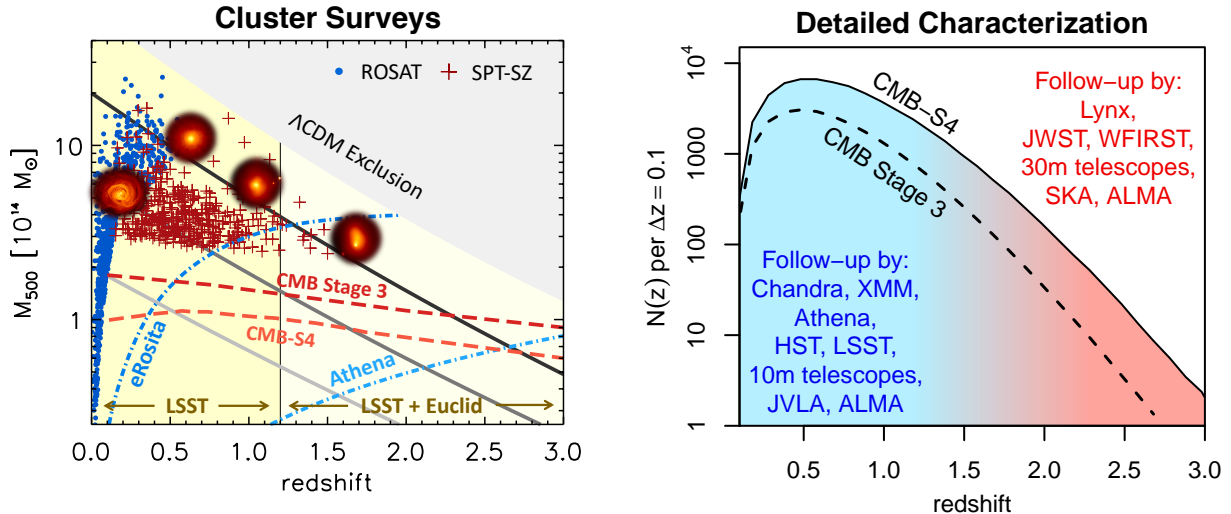 Cluster Surveys
ROSAT
SPT-SZ
ΛCDM Exclusion
CMB Stage 3
CMB-S4
eRosita
Athena
LSST
LSST + Euclid
M500 [10^14 M⊙]
10
1
0.0 0.5 1.0 1.5 2.0 2.5 3.0
redshift
Detailed Characterization
CMB−S4
CMB Stage 3
Follow−up by:
Lynx,
JWST, WFIRST,
30m telescopes,
SKA, ALMA
Follow−up by:
Chandra, XMM,
Athena,
HST, LSST,
10m telescopes,
JVLA, ALMA
N(z) per Δz = 0.1
10^4
1000
100
10
1
0.5 1.0 1.5 2.0 2.5 3.0
redshift